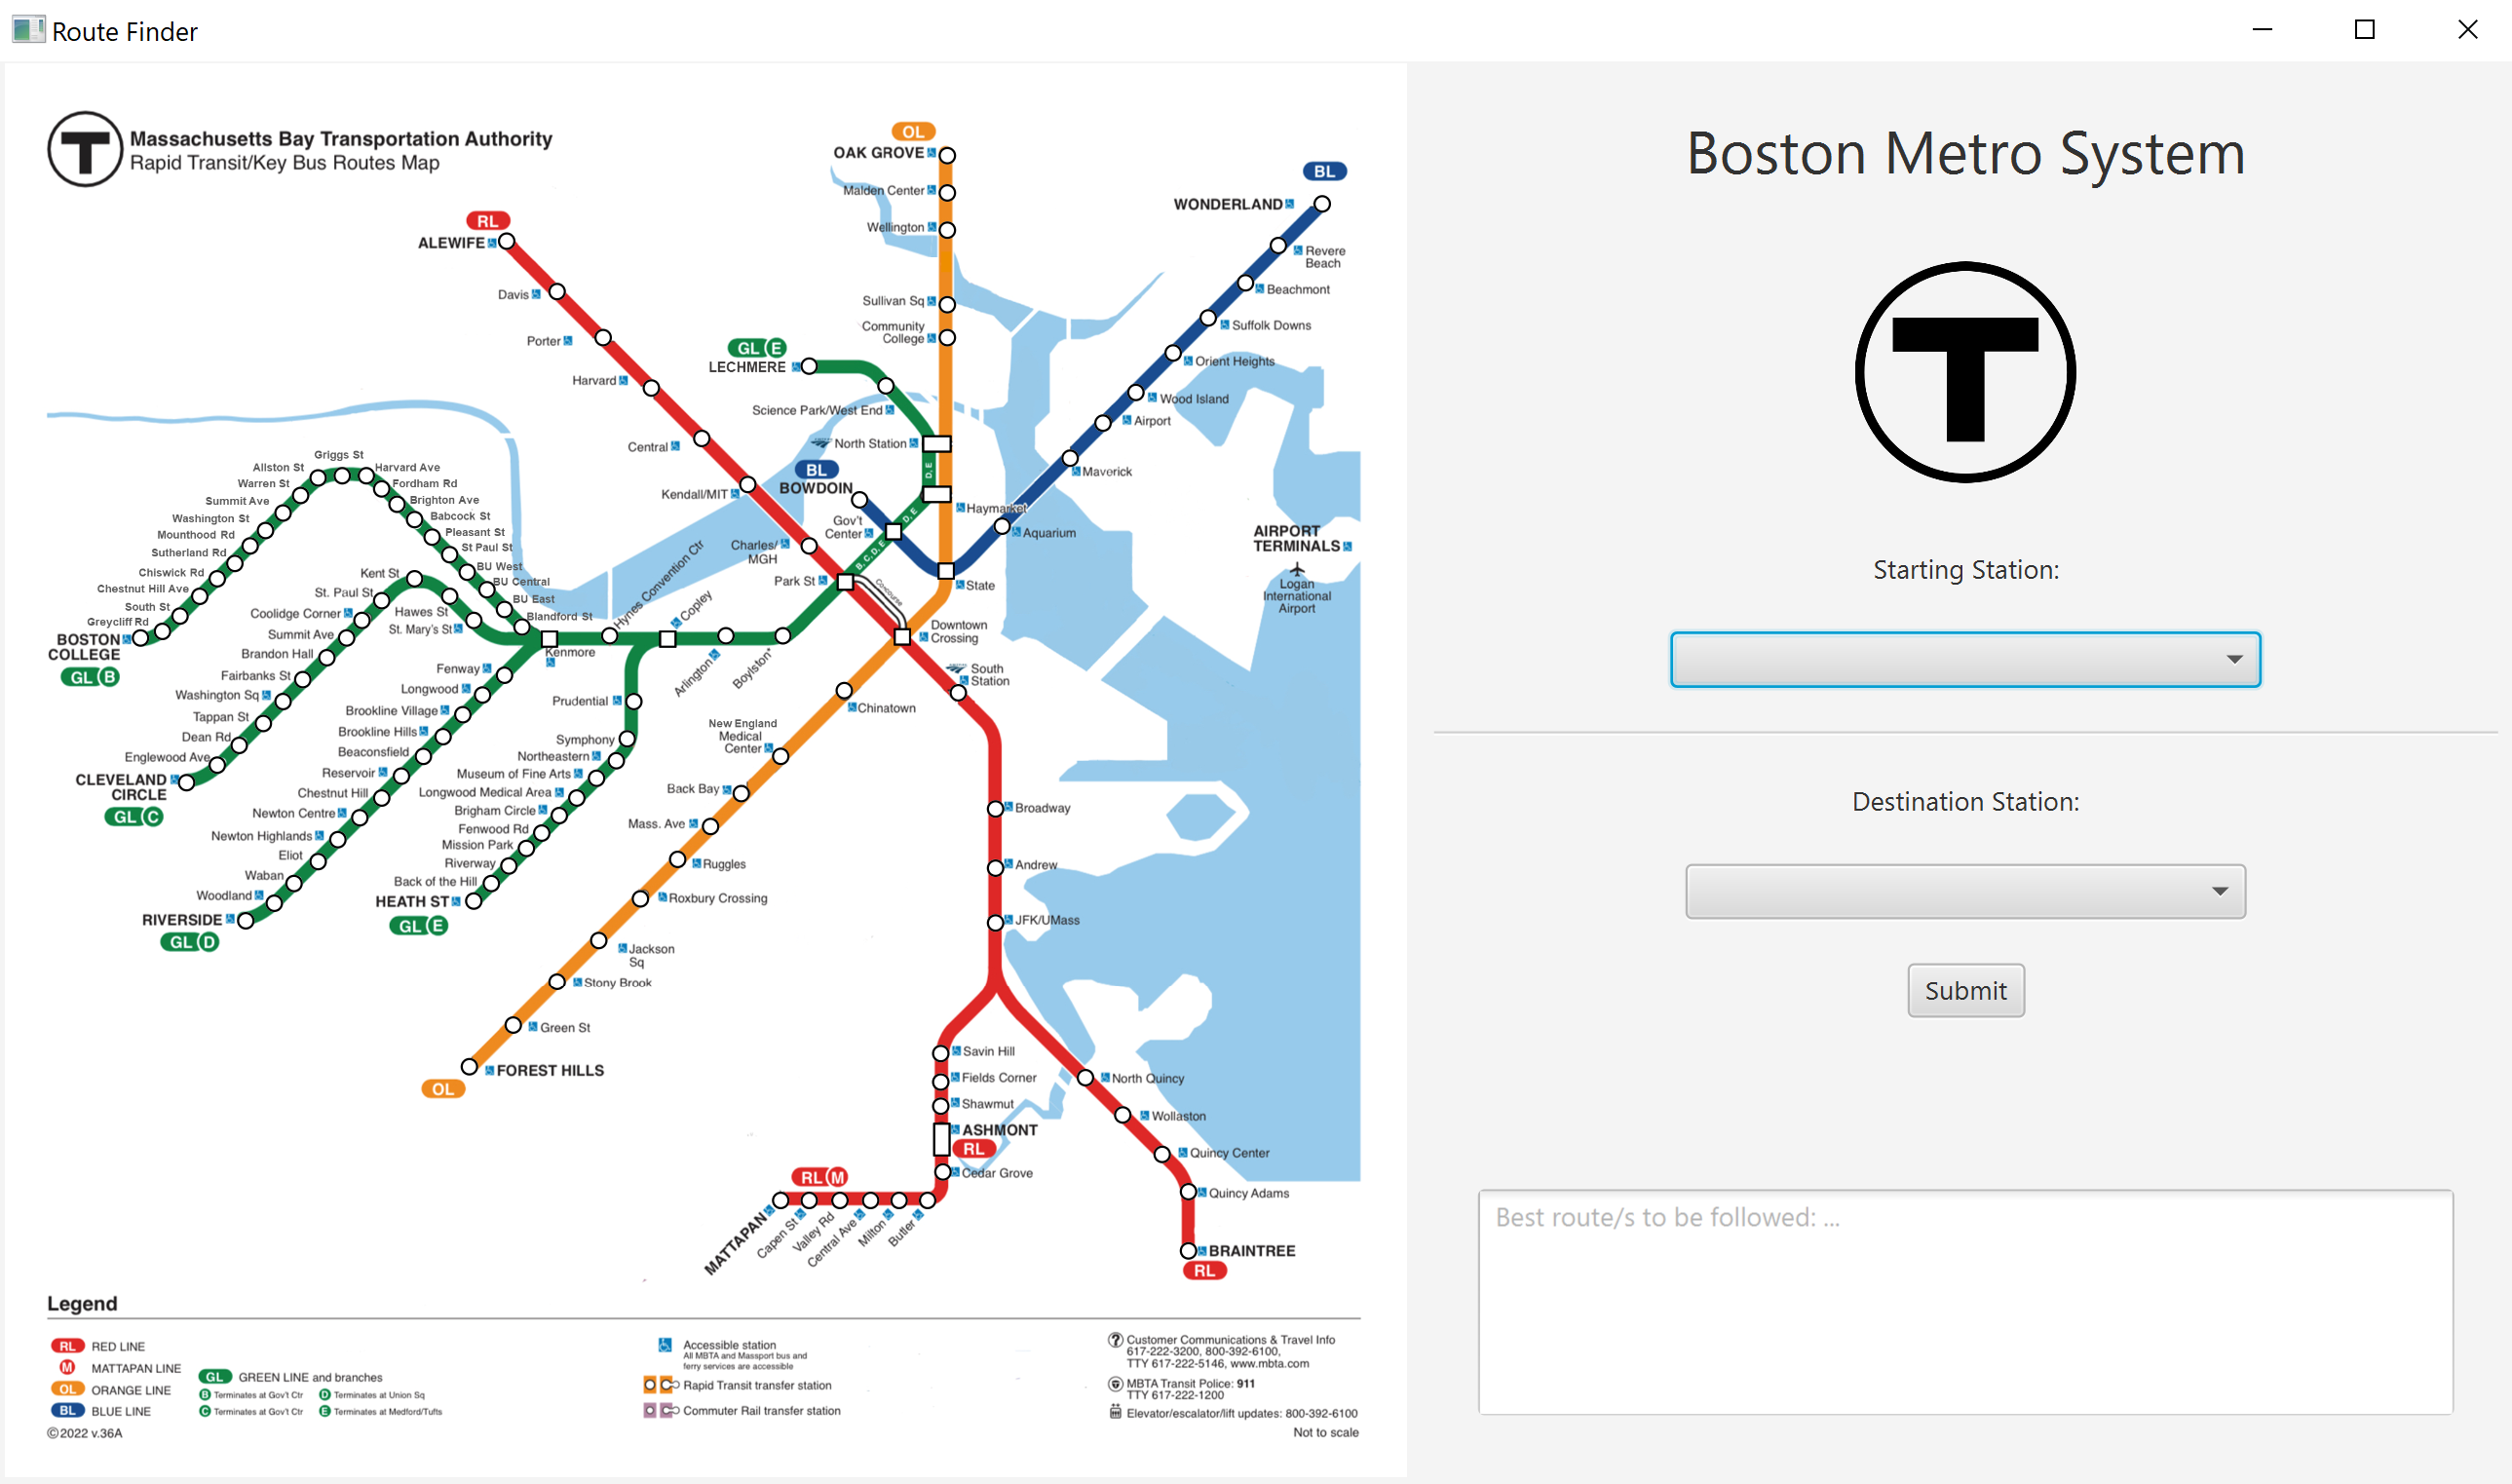 Route Finder
T
Massachusetts Bay Transportation Authority
Rapid Transit/Key Bus Routes Map
OL
OAK GROVE
Malden Center
Wellington
Sullivan Sq
Community
College
BL
WONDERLAND
Revere
Beach
Beachmont
Suffolk Downs
Orient Heights
Wood Island
Airport
Maverick
Aquarium
RL
ALEWIFE
Davis
Porter
Harvard
Central
Kendall/MIT
Charles/
MGH
Park St
GL E
LECHMERE
Science Park/West End
North Station
D, E
BL
BOWDOIN
Gov't
Center
Haymarket
D, E
B, C, D, E
Concourse
State
Downtown
Crossing
South
Station
AIRPORT
TERMINALS
Logan
International
Airport
Griggs St
Allston St
Harvard Ave
Warren St
Fordham Rd
Summit Ave
Brighton Ave
Washington St
Babcock St
Mounthood Rd
Pleasant St
Sutherland Rd
St Paul St
Chiswick Rd
BU West
Chestnut Hill Ave
BU Central
South St
BU East
Greycliff Rd
Blandford St
BOSTON
COLLEGE
GL B
Kent St
St. Paul St
Coolidge Corner
Hawes St
Summit Ave
St. Mary's St
Brandon Hall
Fairbanks St
Washington Sq
Tappan St
Dean Rd
Englewood Ave
CLEVELAND
CIRCLE
GL C
Kenmore
Hynes Convention Ctr
Copley
Arlington
Boylston*
Fenway
Longwood
Brookline Village
Brookline Hills
Beaconsfield
Reservoir
Chestnut Hill
Newton Centre
Newton Highlands
Eliot
Waban
Woodland
RIVERSIDE
GL D
Prudential
Symphony
Northeastern
Museum of Fine Arts
Longwood Medical Area
Brigham Circle
Fenwood Rd
Mission Park
Riverway
Back of the Hill
HEATH ST
GL E
Chinatown
New England
Medical
Center
Back Bay
Mass. Ave
Ruggles
Roxbury Crossing
Jackson
Sq
Stony Brook
Green St
FOREST HILLS
OL
Broadway
Andrew
JFK/UMass
Savin Hill
Fields Corner
Shawmut
ASHMONT
RL
Cedar Grove
RL M
MATTAPAN
Capen St
Valley Rd
Central Ave
Milton
Butler
North Quincy
Wollaston
Quincy Center
Quincy Adams
BRAINTREE
RL
Legend
RL RED LINE
M MATTAPAN LINE
OL ORANGE LINE
BL BLUE LINE
©2022 v.36A
GL GREEN LINE and branches
B Terminates at Gov't Ctr
D Terminates at Union Sq
C Terminates at Gov't Ctr
E Terminates at Medford/Tufts
Accessible station
All MBTA and Massport bus and
ferry services are accessible
Rapid Transit transfer station
Commuter Rail transfer station
? Customer Communications & Travel Info
617-222-3200, 800-392-6100,
TTY 617-222-5146, www.mbta.com
MBTA Transit Police: 911
TTY 617-222-1200
Elevator/escalator/lift updates: 800-392-6100
Not to scale
Boston Metro System
T
Starting Station:
Destination Station:
Submit
Best route/s to be followed: ...